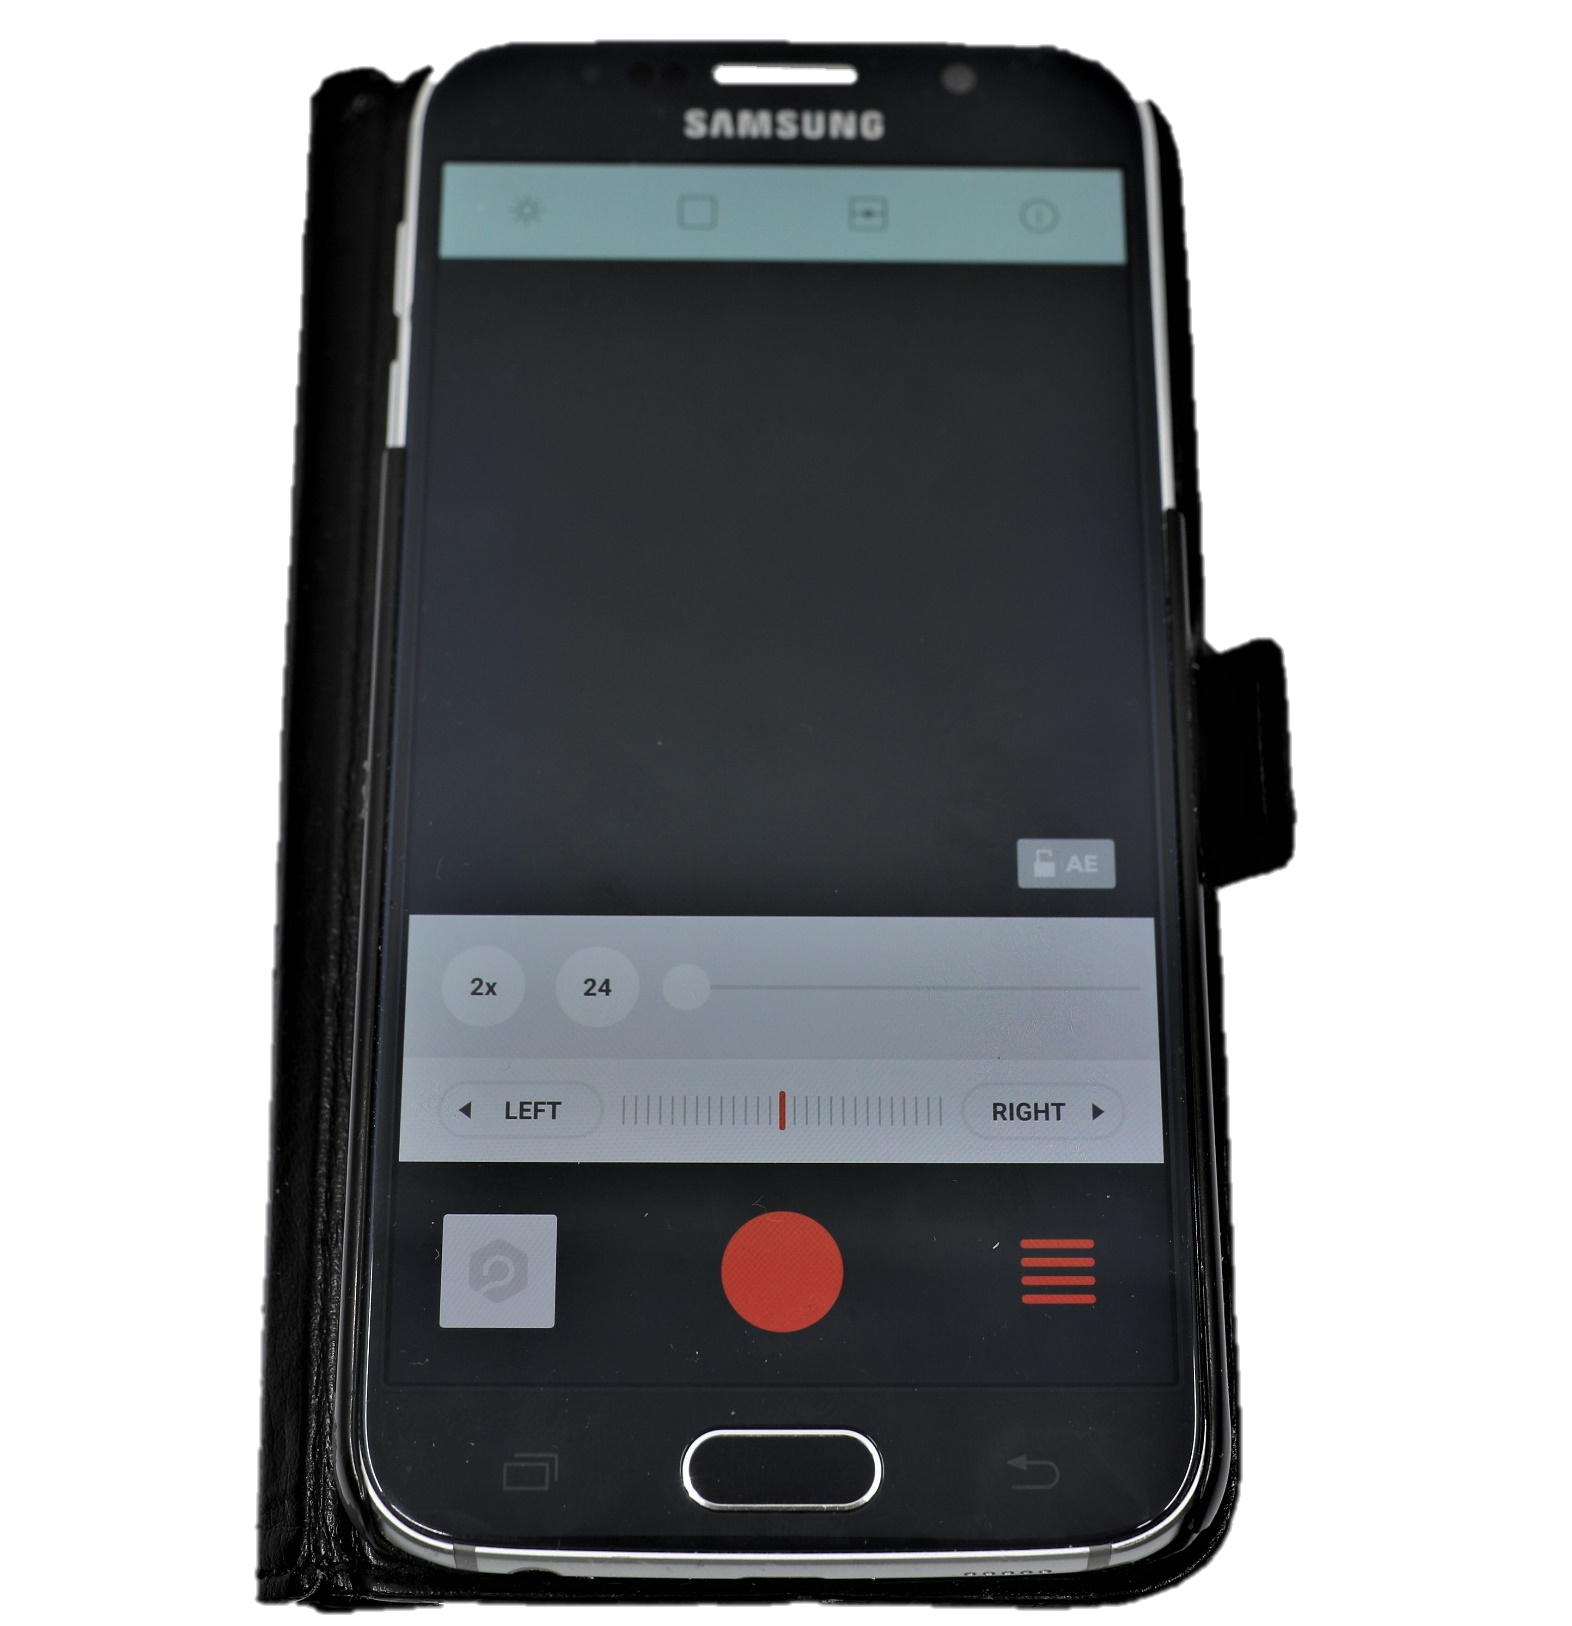 SAMSUNG
AE
2x 24
LEFT RIGHT